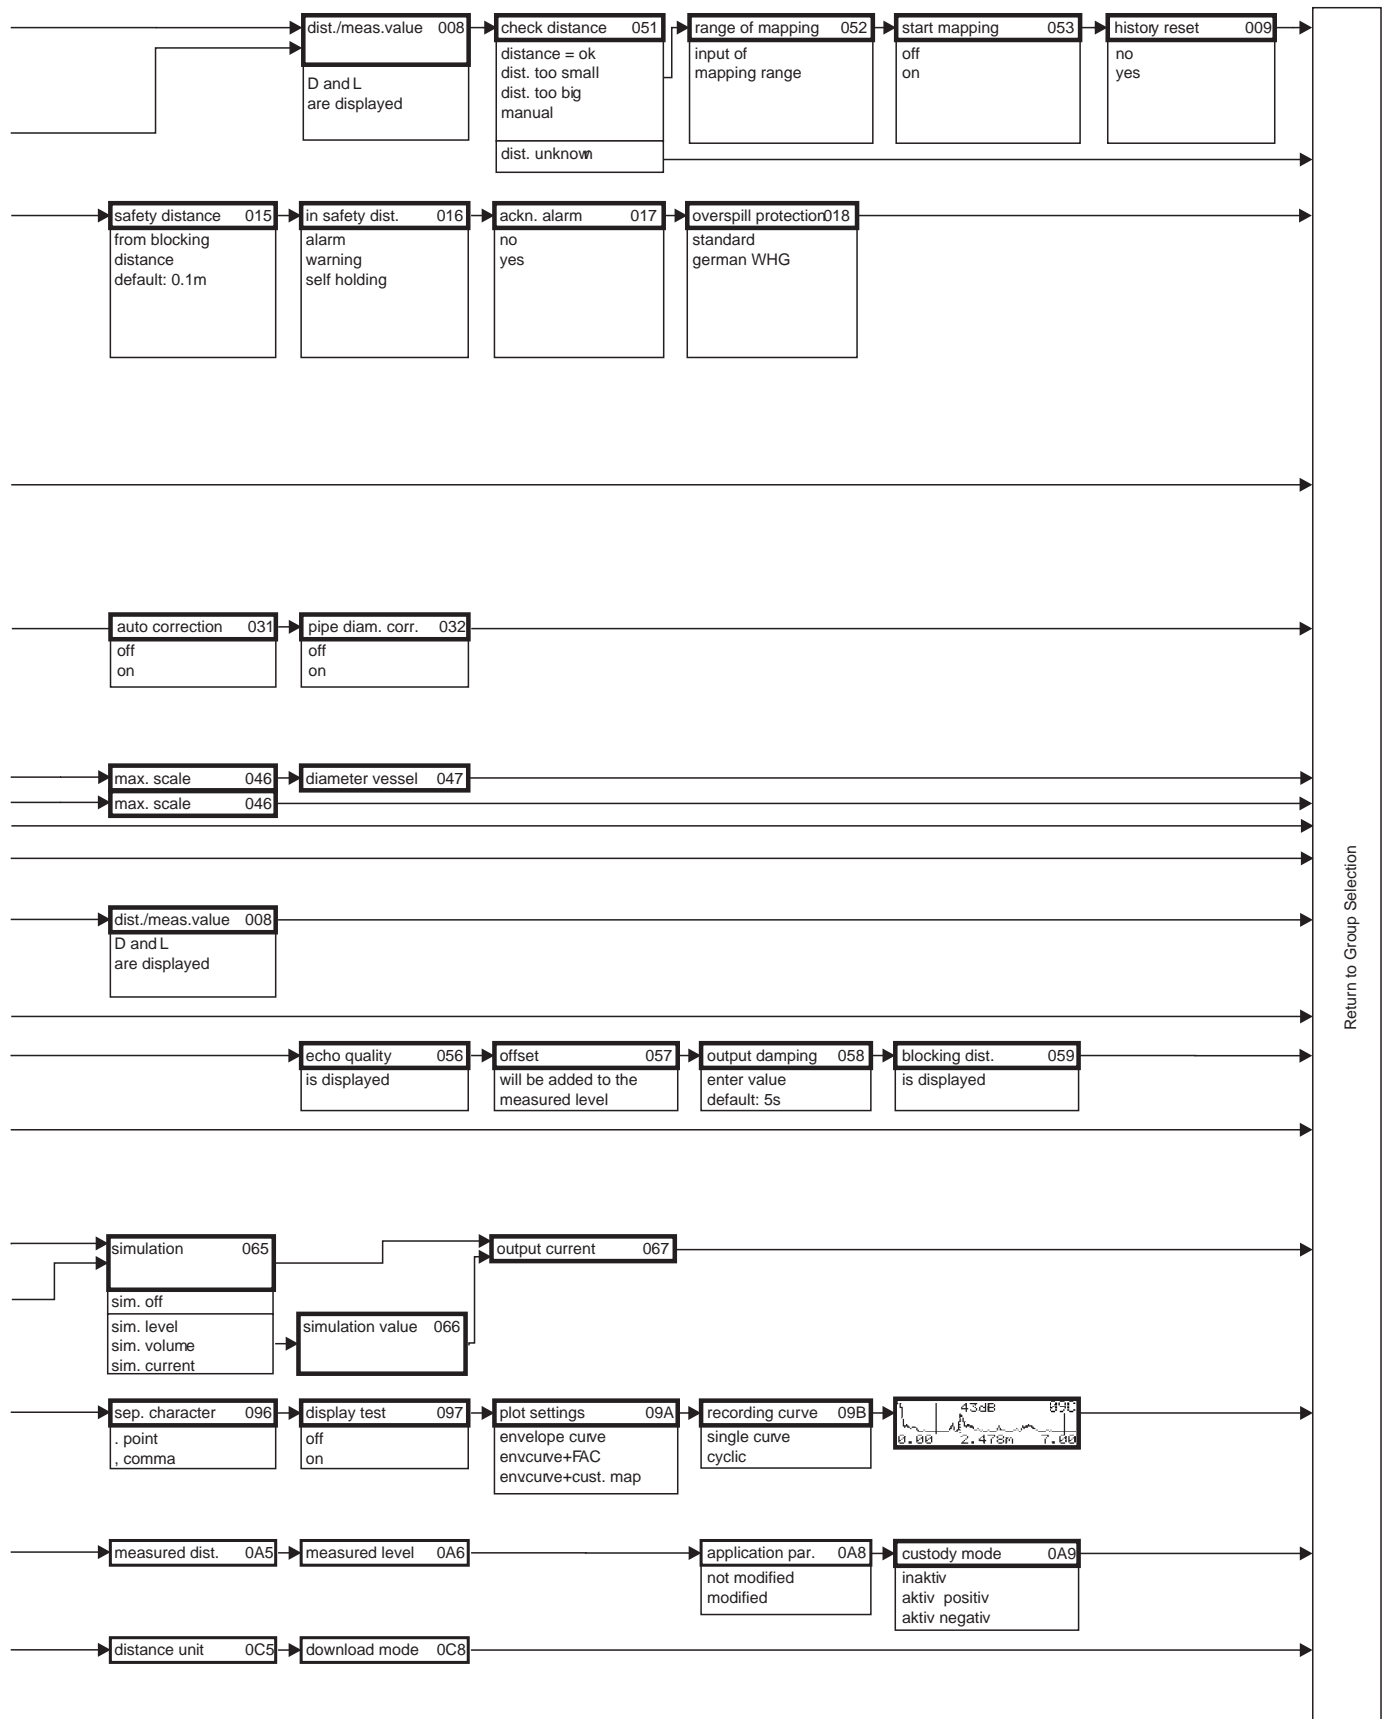 dist./meas.value 008
D and L
are displayed
check distance 051
distance = ok
dist. too small
dist. too big
manual
dist. unknown
range of mapping 052
input of
mapping range
start mapping 053
off
on
history reset 009
no
yes
safety distance 015
from blocking
distance
default: 0.1m
in safety dist. 016
alarm
warning
self holding
ackn. alarm 017
no
yes
overspill protection018
standard
german WHG
auto correction 031
off
on
pipe diam. corr. 032
off
on
max. scale 046
diameter vessel 047
max. scale 046
dist./meas.value 008
D and L
are displayed
echo quality 056
is displayed
offset 057
will be added to the
measured level
output damping 058
enter value
default: 5s
blocking dist. 059
is displayed
simulation 065
sim. off
sim. level
sim. volume
sim. current
simulation value 066
output current 067
sep. character 096
. point
, comma
display test 097
off
on
plot settings 09A
envelope curve
env.curve+FAC
env.curve+cust. map
recording curve 09B
single curve
cyclic
43dB 09C
0.00 2.478m 7.00
measured dist. 0A5
measured level 0A6
application par. 0A8
not modified
modified
custody mode 0A9
inaktiv
aktiv positiv
aktiv negativ
distance unit 0C5
download mode 0C8
Return to Group Selection